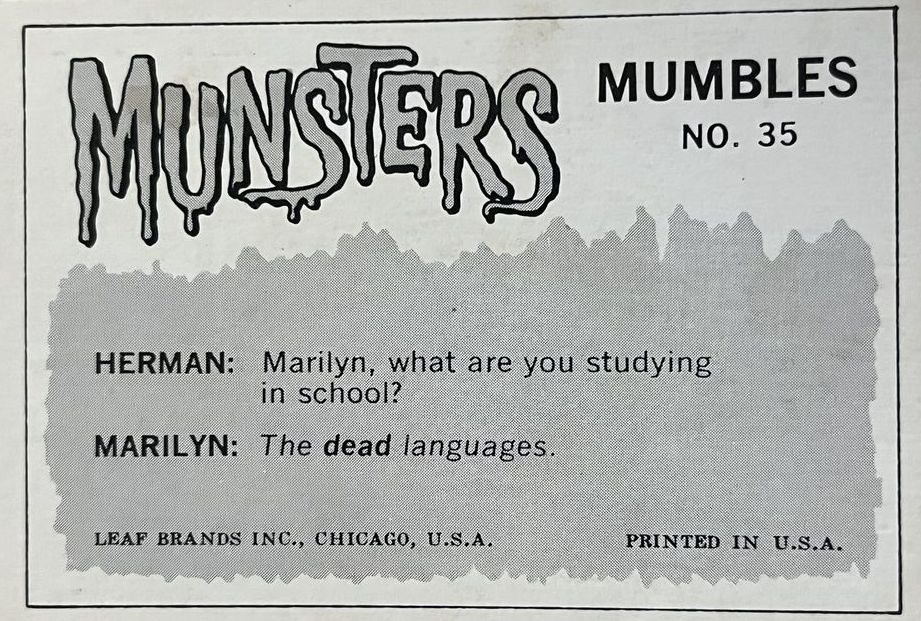 MUNSTERS
MUMBLES
NO. 35
HERMAN: Marilyn, what are you studying
in school?
MARILYN: The dead languages.
LEAF BRANDS INC., CHICAGO, U.S.A. PRINTED IN U.S.A.